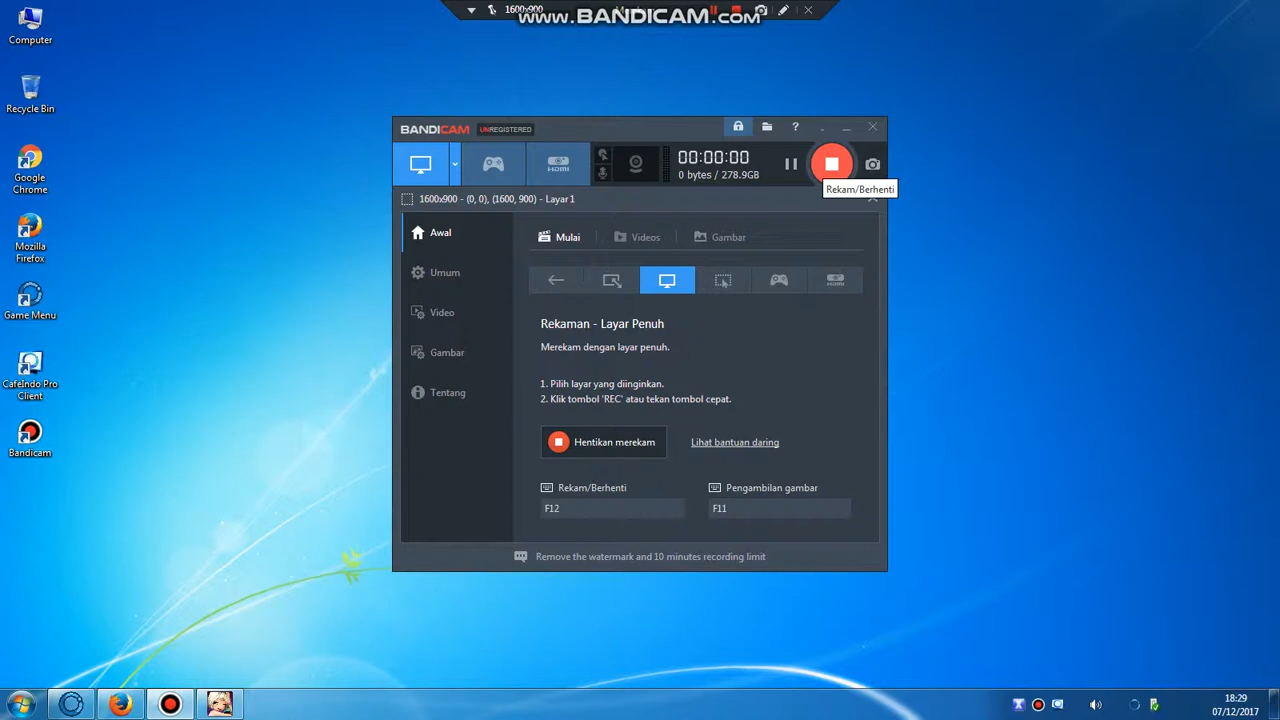 1600x900
www.BANDICAM.com
Computer
Recycle Bin
Google
Chrome
Mozilla
Firefox
Game Menu
CafeIndo Pro
Client
Bandicam
BANDICAM UNREGISTERED
?
HDMI
00:00:00
0 bytes / 278.9GB
Rekam/Berhenti
1600x900 - (0, 0), (1600, 900) - Layar 1
Awal
Umum
Video
Gambar
Tentang
Mulai
Videos
Gambar
HDMI
Rekaman - Layar Penuh
Merekam dengan layar penuh.
1. Pilih layar yang diinginkan.
2. Klik tombol 'REC' atau tekan tombol cepat.
Hentikan merekam
Lihat bantuan daring
Rekam/Berhenti
Pengambilan gambar
F12
F11
Remove the watermark and 10 minutes recording limit
18:29
07/12/2017